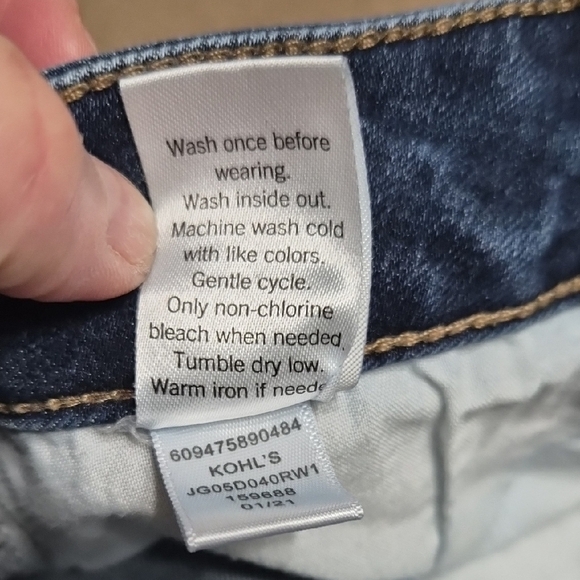 Wash once before
wearing.
Wash inside out.
Machine wash cold
with like colors.
Gentle cycle.
Only non-chlorine
bleach when needed
Tumble dry low.
Warm iron if neede
609475890484
KOHL'S
JG05D040RW1
159688
01/21